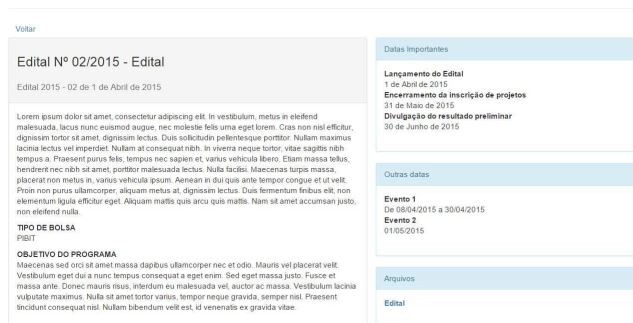 Voltar
Edital Nº 02/2015 - Edital
Edital 2015 - 02 de 1 de Abril de 2015
Lorem ipsum dolor sit amet, consectetur adipiscing elit. In vestibulum, metus in eleifend
malesuada, lacus nunc euismod augue, nec molestie felis urna eget lorem. Cras non nisl efficitur,
dignissim tortor sit amet, dignissim lectus. Duis sollicitudin pellentesque porttitor. Nullam maximus
lacinia lectus vel imperdiet. Nullam at consequat nibh. In viverra neque tortor, vitae sagittis nibh
tempus a. Praesent purus felis, tempus nec sapien et, varius vehicula libero. Etiam massa tellus,
hendrerit nec nibh sit amet, porttitor malesuada lectus. Nulla facilisi. Maecenas turpis massa,
placerat non metus in, varius vehicula ipsum. Aenean in dui quis ante tempor congue et ut velit.
Proin non purus ullamcorper, aliquam metus at, dignissim lectus. Duis fermentum finibus elit, non
elementum ligula efficitur eget. Aliquam mattis quis arcu quis mattis. Nam sit amet accumsan justo,
non eleifend nulla.
TIPO DE BOLSA
PIBIT
OBJETIVO DO PROGRAMA
Maecenas sed orci sit amet massa dapibus ullamcorper nec et odio. Mauris vel placerat velit.
Vestibulum eget dui a nunc tempus consequat a eget enim. Sed eget massa justo. Fusce et
massa ante. Donec mauris risus, interdum eu malesuada vel, auctor ac massa. Vestibulum lacinia
vulputate maximus. Nulla sit amet tortor varius, tempor neque gravida, semper nisl. Praesent
tincidunt consequat nisl. Nullam bibendum velit est, id venenatis ex gravida vitae.
Datas Importantes
Lançamento do Edital
1 de Abril de 2015
Encerramento da inscrição de projetos
31 de Maio de 2015
Divulgação do resultado preliminar
30 de Junho de 2015
Outras datas
Evento 1
De 08/04/2015 a 30/04/2015
Evento 2
01/05/2015
Arquivos
Edital